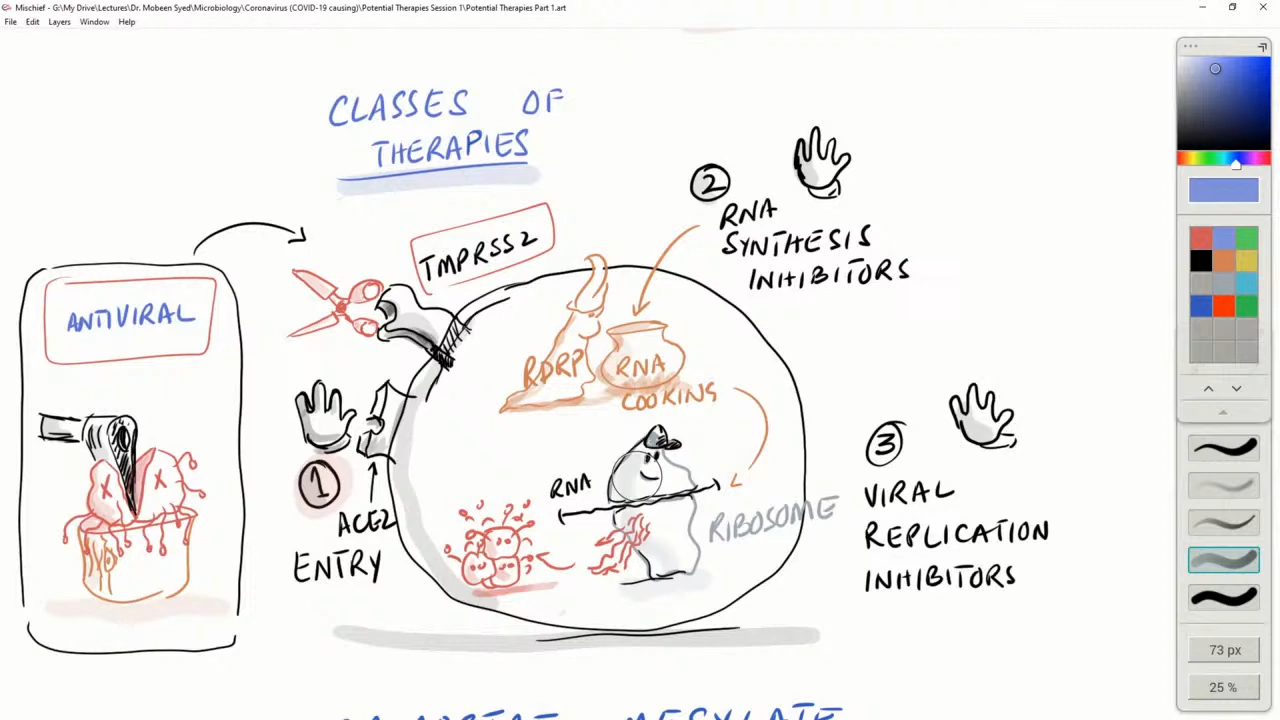 Mischief - G:\My Drive\Lectures\Dr. Mobeen Syed\Microbiology\Coronavirus (COVID-19 causing)\Potential Therapies Session 1\Potential Therapies Part 1.art
File Edit Layers Window Help
CLASSES OF
THERAPIES
2
RNA
SYNTHESIS
INHIBITORS
TMPRSS2
ANTIVIRAL
RDRP
RNA
COOKING
1
ACE2
ENTRY
RNA
RIBOSOME
3
VIRAL
REPLICATION
INHIBITORS
MESYLATE
73 px
25 %